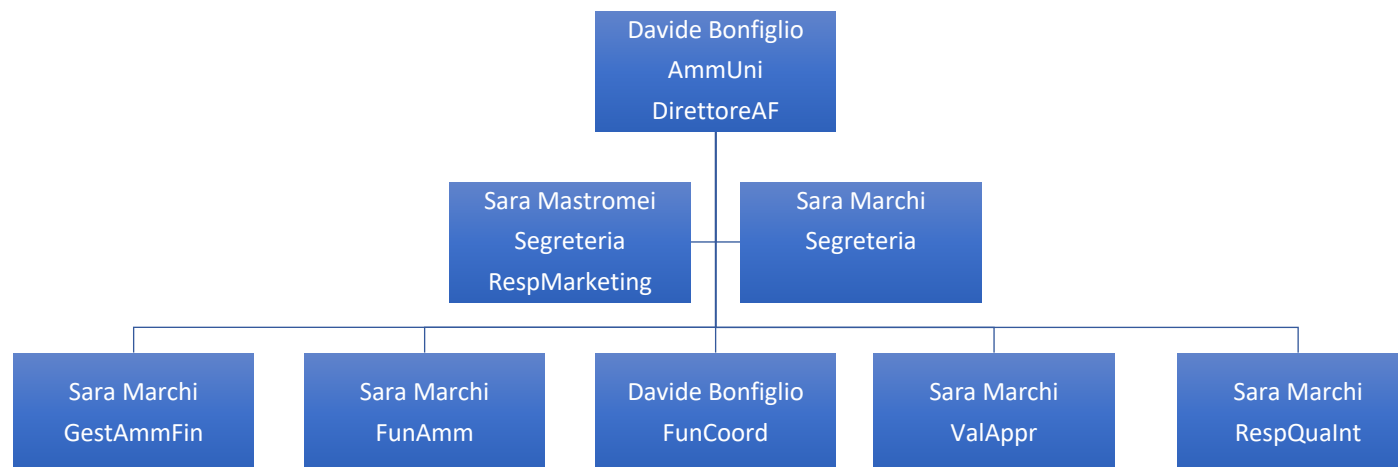 Davide Bonfiglio
AmmUni
DirettoreAF
Sara Mastromei
Segreteria
RespMarketing
Sara Marchi
Segreteria
Sara Marchi
GestAmmFin
Sara Marchi
FunAmm
Davide Bonfiglio
FunCoord
Sara Marchi
ValAppr
Sara Marchi
RespQuaInt